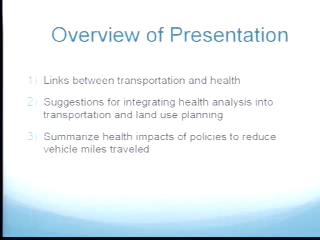 Overview of Presentation
1) Links between transportation and health
2) Suggestions for integrating health analysis into
transportation and land use planning
3) Summarize health impacts of policies to reduce
vehicle miles traveled